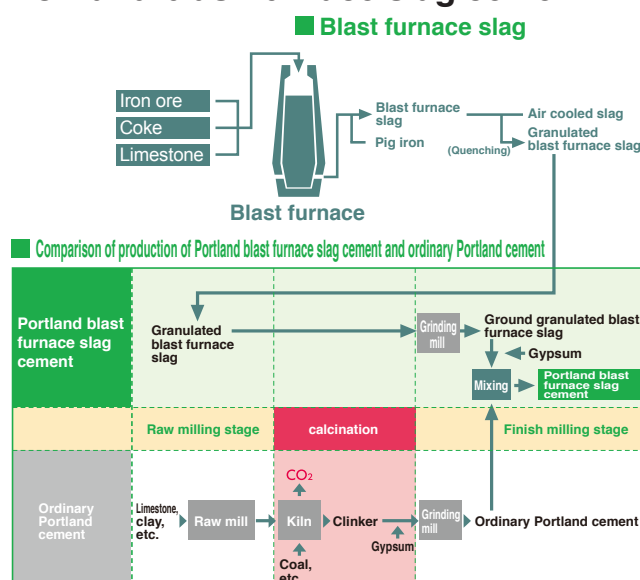 Blast furnace slag
Iron ore
Coke
Limestone
Blast furnace
Blast furnace
slag
Pig iron
(Quenching)
Air cooled slag
Granulated
blast furnace slag
Comparison of production of Portland blast furnace slag cement and ordinary Portland cement
Portland blast
furnace slag
cement
Granulated
blast furnace
slag
Grinding
mill
Ground granulated blast
furnace slag
Gypsum
Mixing
Portland blast
furnace slag
cement
Raw milling stage
calcination
Finish milling stage
Ordinary
Portland
cement
Limestone,
clay,
etc.
Raw mill
CO2
Kiln
Coal,
etc
Clinker
Gypsum
Grinding
mill
Ordinary Portland cement